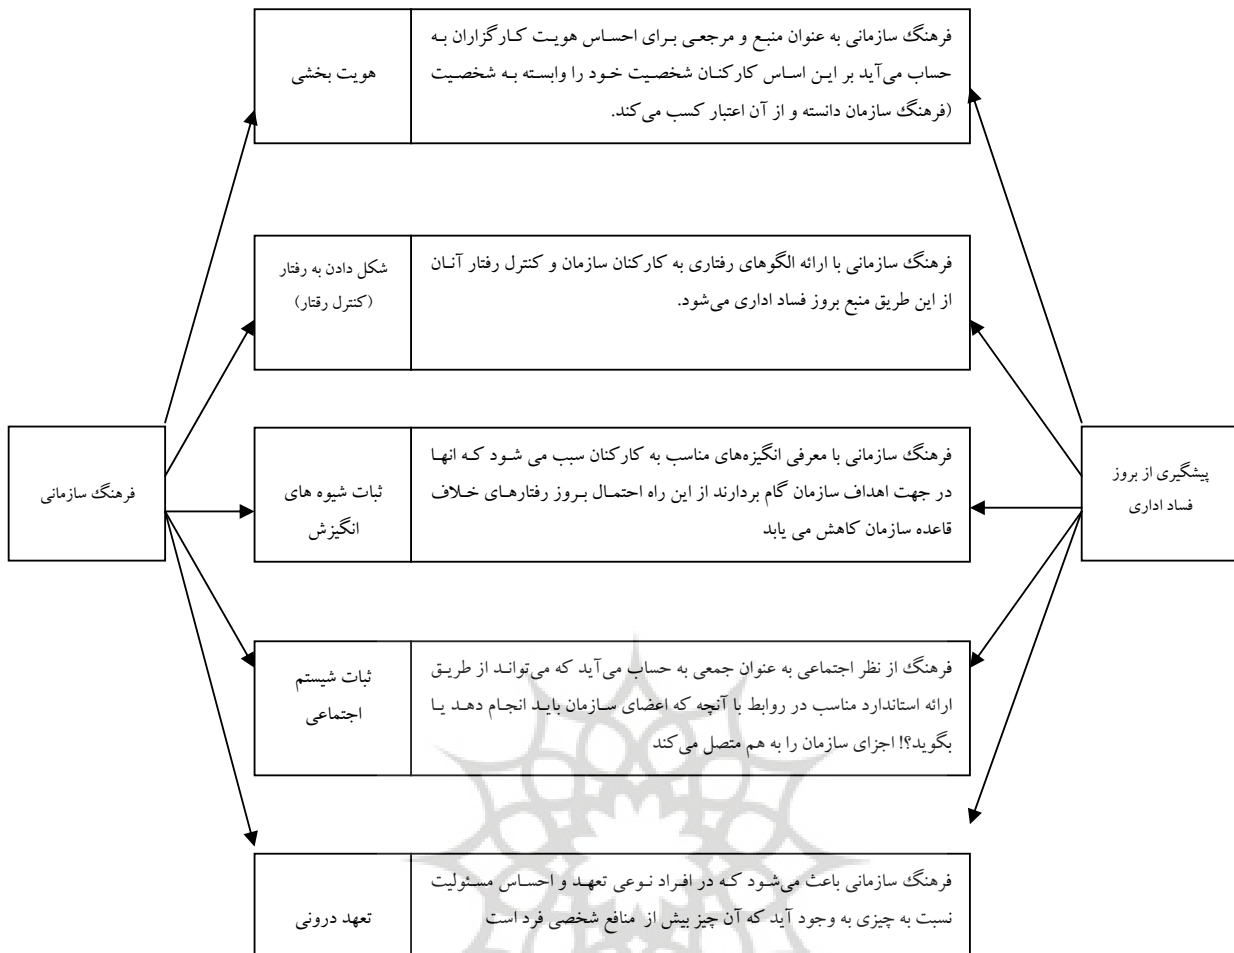 فرهنگ سازمانی به عنوان منبع و مرجعی برای احساس هویت کارگزاران به
حساب می‌آید بر این اساس کارکنان شخصیت خود را وابسته به شخصیت
(فرهنگ سازمان دانسته و از آن اعتبار کسب می‌کند.
هویت بخشی
فرهنگ سازمانی با ارائه الگوهای رفتاری به کارکنان سازمان و کنترل رفتار آنان
از این طریق منبع بروز فساد اداری می‌شود.
شکل دادن به رفتار
(کنترل رقتار)
پیشگیری از بروز
فساد اداری
فرهنگ سازمانی با معرفی انگیزه‌های مناسب به کارکنان سبب می شود که انها
در جهت اهداف سازمان گام بردارند از این راه احتمال بروز رفتارهای خلاف
قاعده سازمان کاهش می یابد
ثبات شیوه های
انگیزش
فرهنگ سازمانی
فرهنگ از نظر اجتماعی به عنوان جمعی به حساب می‌آید که می‌تواند از طریق
ارائه استاندارد مناسب در روابط با آنچه که اعضای سازمان باید انجام دهد یا
بگوید؟! اجزای سازمان را به هم متصل می‌کند
ثبات شیستم
اجتماعی
فرهنگ سازمانی باعث می‌شود که در افراد نوعی تعهد و احساس مسئولیت
نسبت به چیزی به وجود آید که آن چیز بیش از منافع شخصی فرد است
تعهد درونی